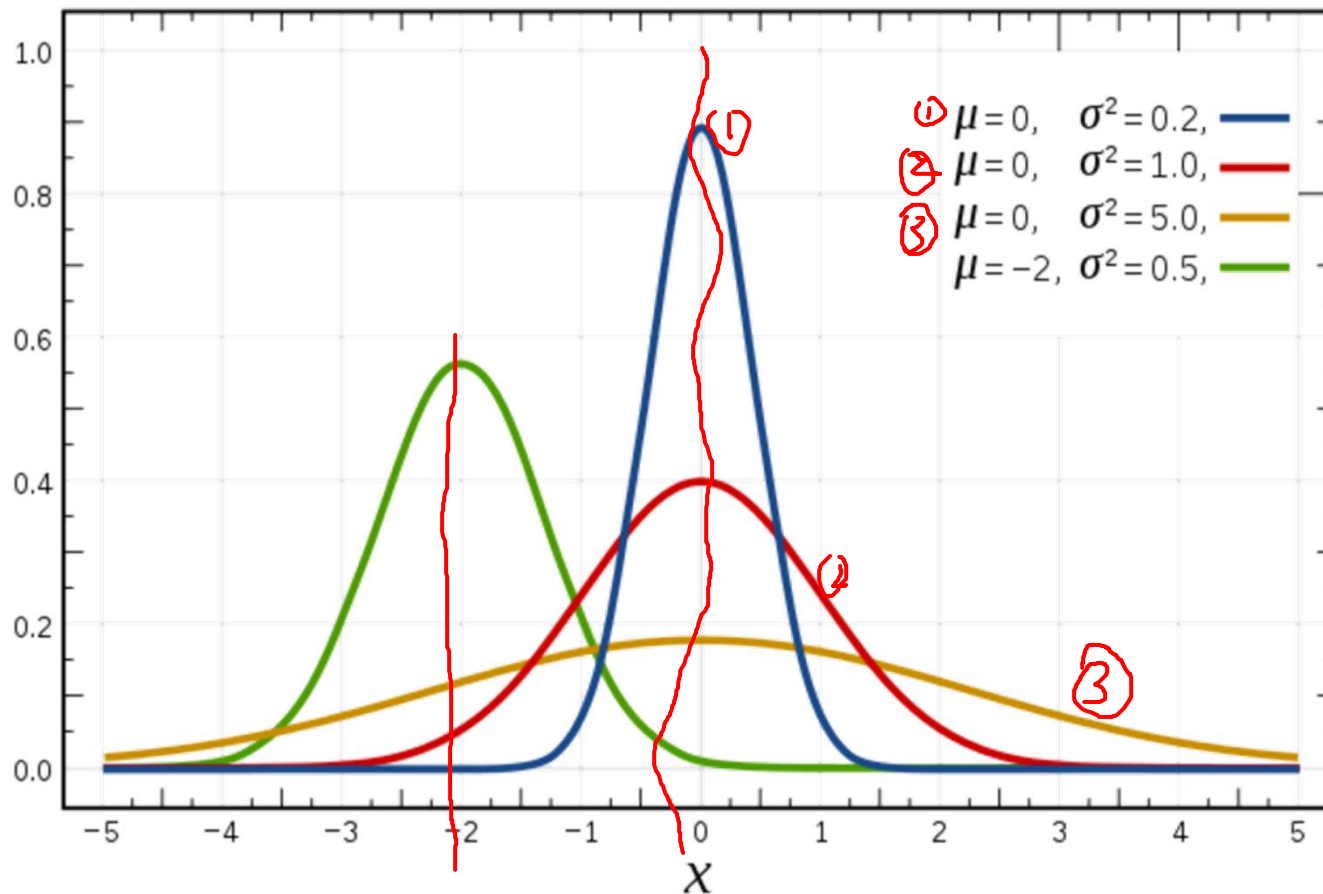 1.0
① μ = 0, σ² = 0.2,
② μ = 0, σ² = 1.0,
③ μ = 0, σ² = 5.0,
μ = −2, σ² = 0.5,
①
0.8
0.6
0.4
②
0.2
③
0.0
−5 −4 −3 −2 −1 0 1 2 3 4 5
x